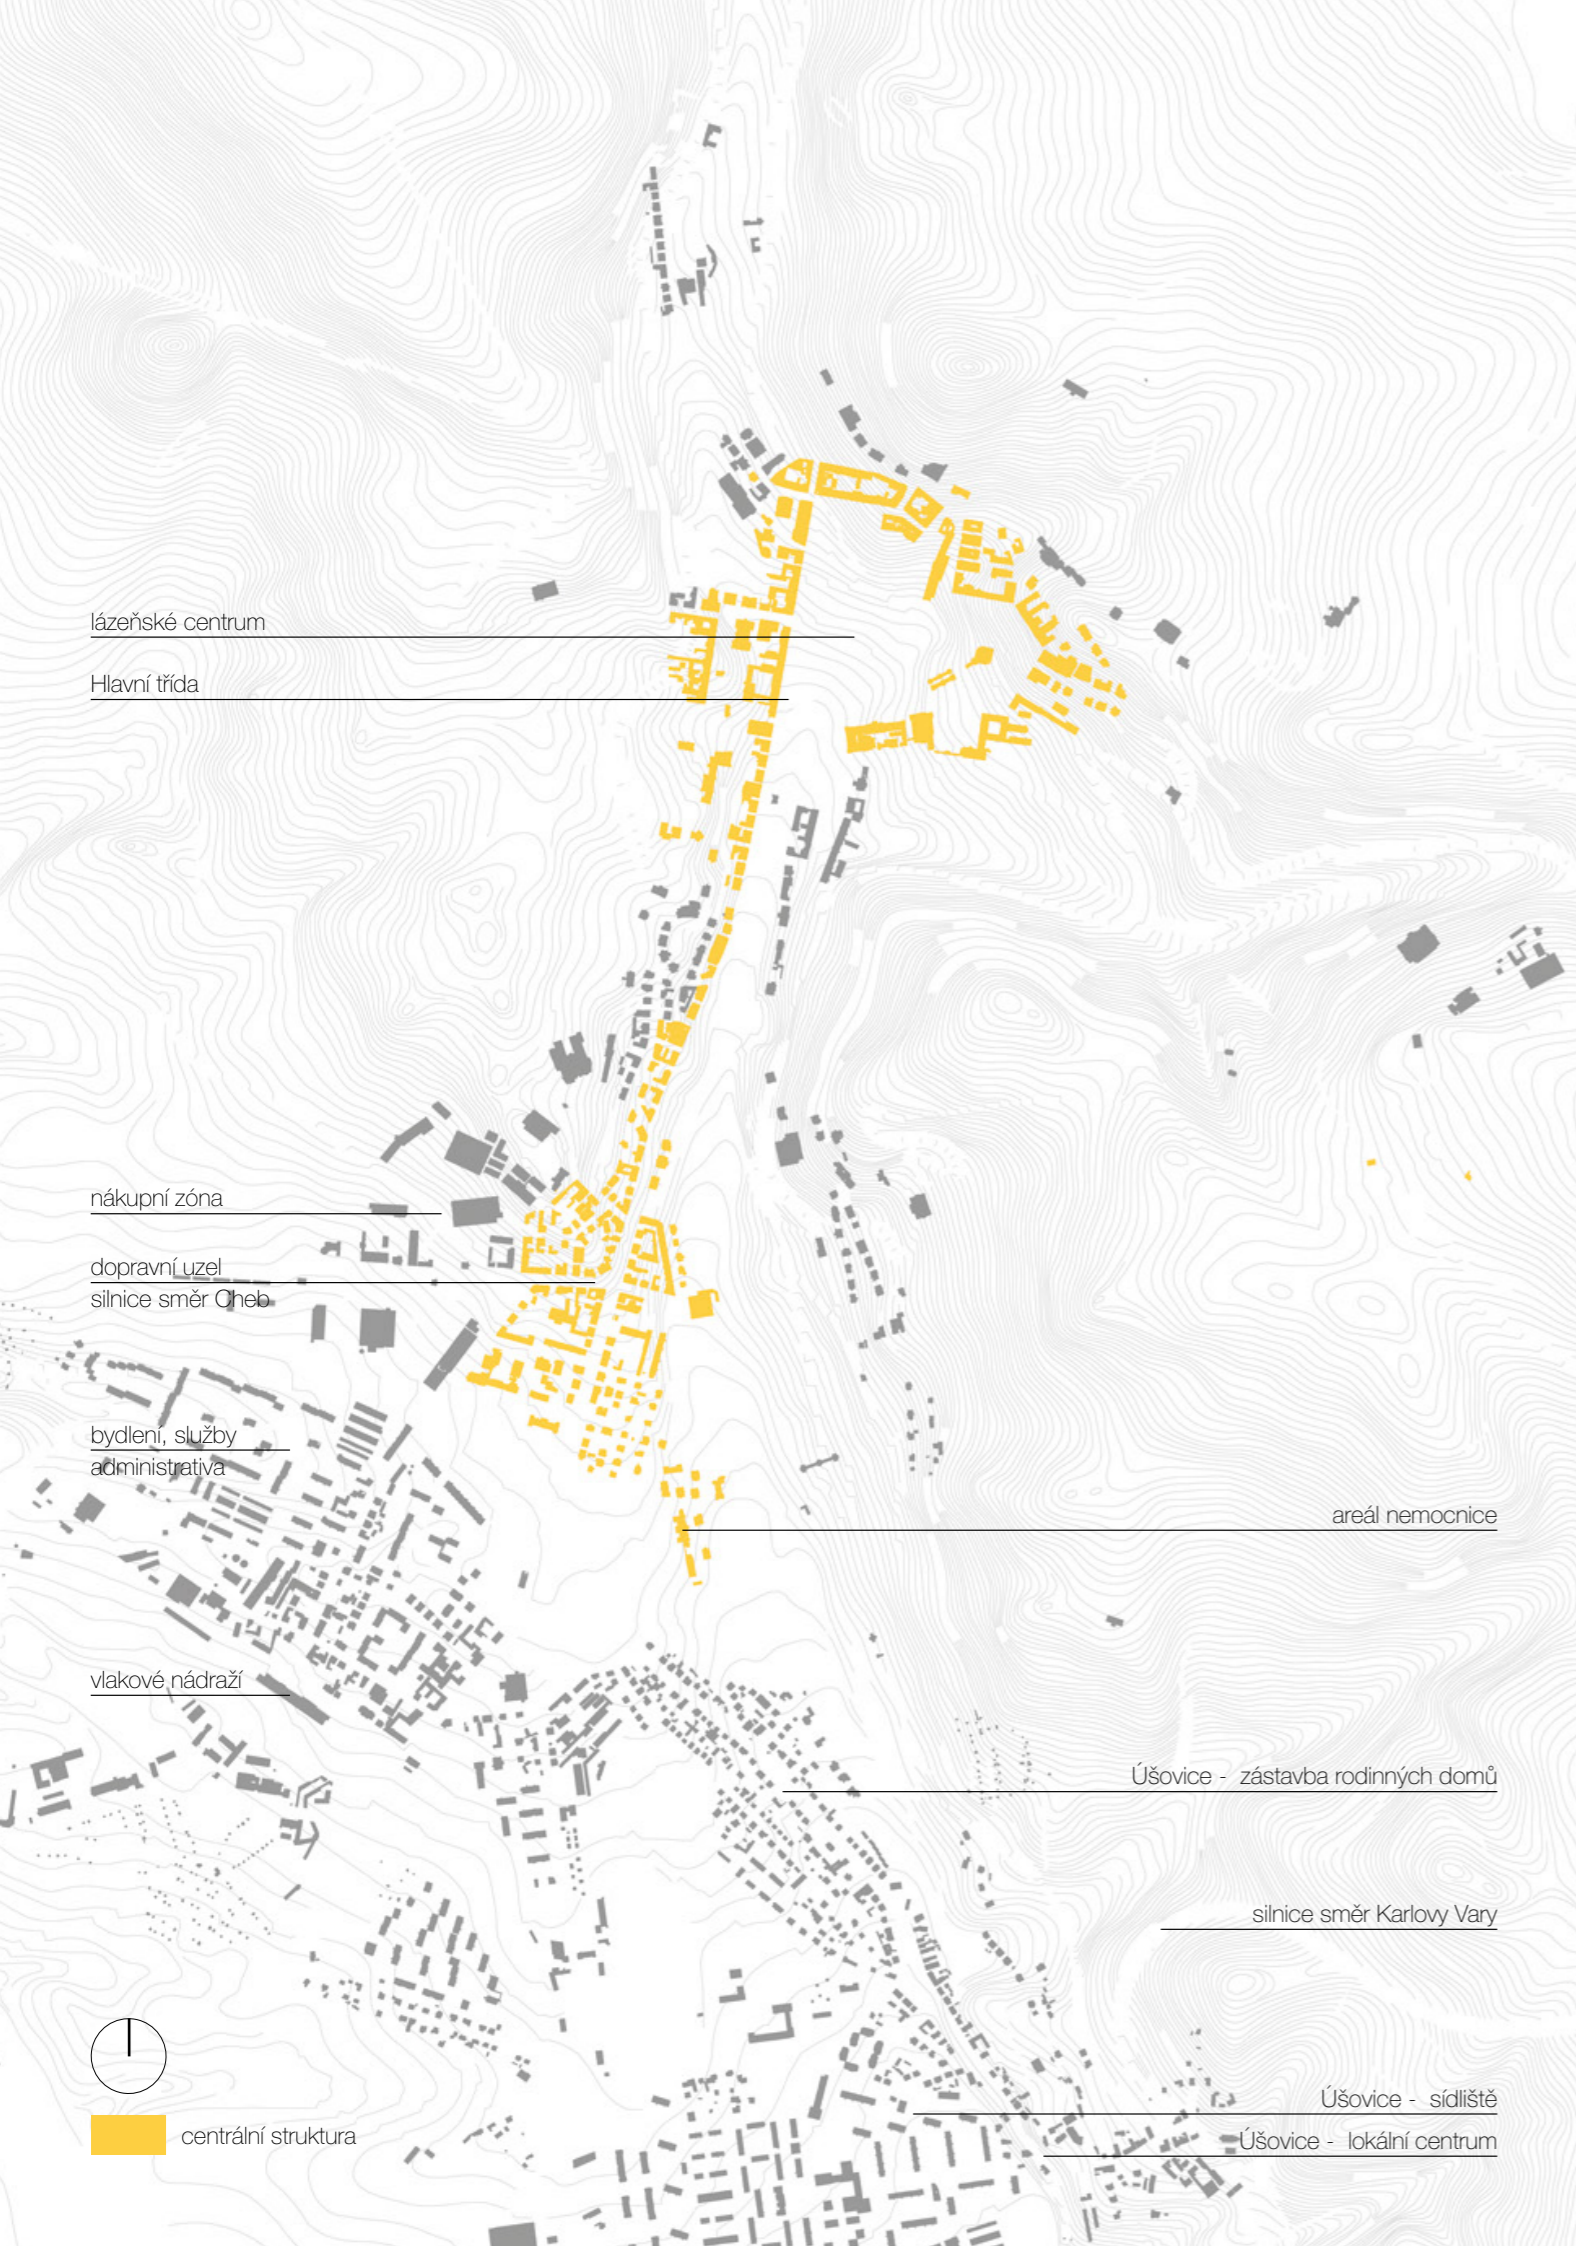 lázeňské centrum
Hlavní třída
nákupní zóna
dopravní uzel
silnice směr Cheb
bydlení, služby
administrativa
areál nemocnice
vlakové nádraží
Úšovice - zástavba rodinných domů
silnice směr Karlovy Vary
Úšovice - sídliště
Úšovice - lokální centrum
centrální struktura